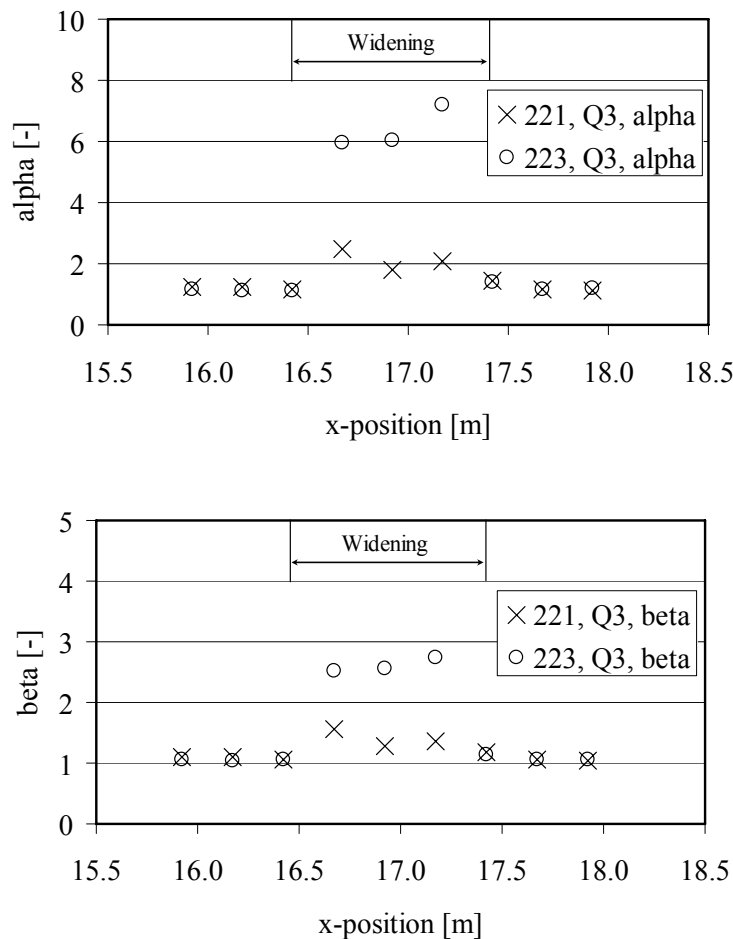 10
Widening
8
221, Q3, alpha
223, Q3, alpha
6
alpha [-]
4
2
0
15.5 16.0 16.5 17.0 17.5 18.0 18.5
x-position [m]
5
Widening
4
221, Q3, beta
223, Q3, beta
3
beta [-]
2
1
0
15.5 16.0 16.5 17.0 17.5 18.0 18.5
x-position [m]